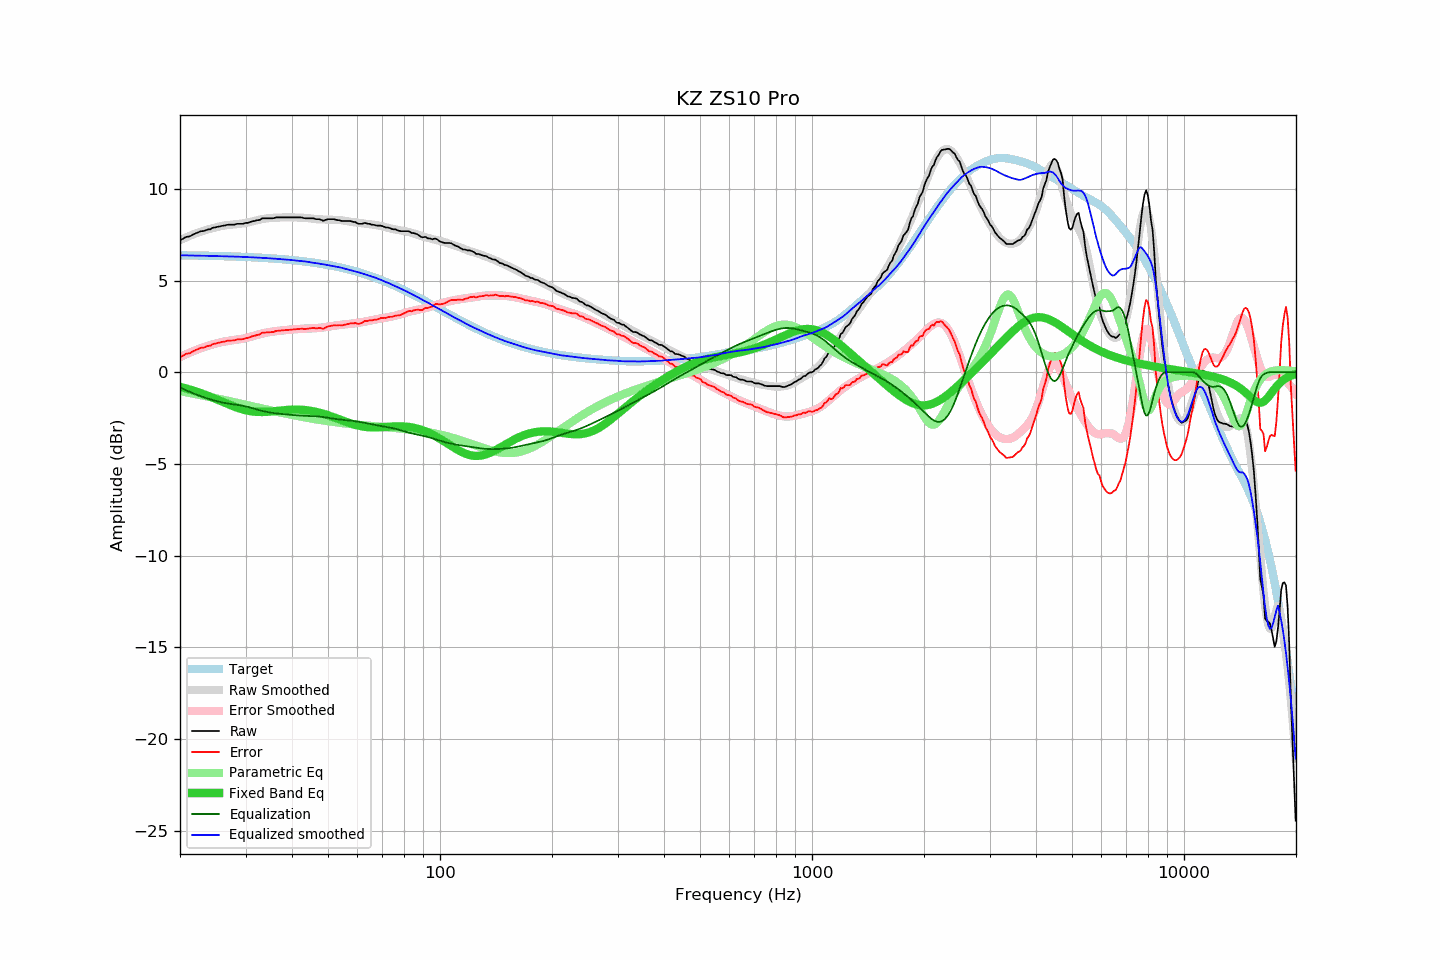 KZ ZS10 Pro
10
5
0
−5
−10
−15
−20
−25
Amplitude (dBr)
Target
Raw Smoothed
Error Smoothed
Raw
Error
Parametric Eq
Fixed Band Eq
Equalization
Equalized smoothed
100
1000
10000
Frequency (Hz)